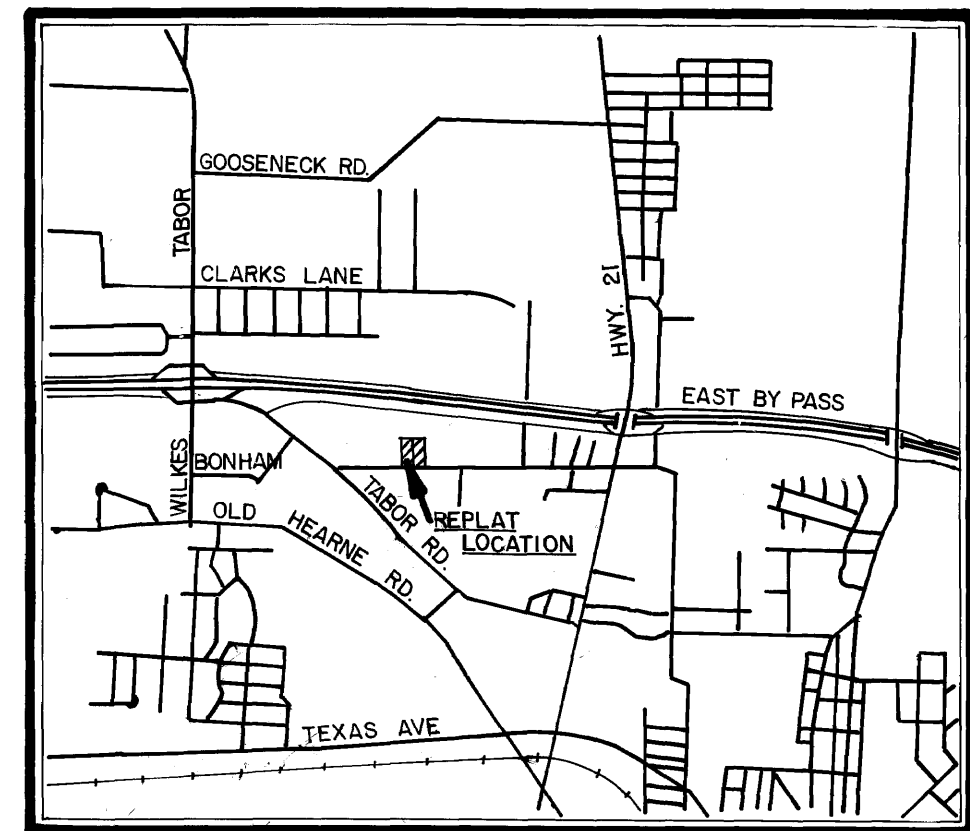 GOOSENECK RD.
TABOR
CLARKS LANE
HWY. 21
EAST BY PASS
WILKES
BONHAM
TABOR RD.
OLD HEARNE RD.
REPLAT
LOCATION
TEXAS AVE